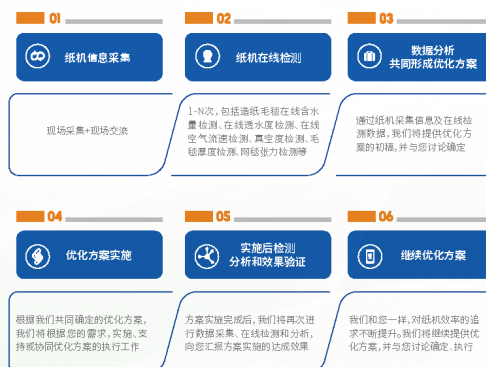 01
纸机信息采集
现场采集+现场交流
02
纸机在线检测
1-N次，包括造纸毛毯在线含水
量检测、在线透水度检测、在线
空气流速检测、真空度检测、毛
毯厚度检测、网毯张力检测等
03
数据分析
共同形成优化方案
通过纸机采集信息及在线检
测数据，我们将提供优化方
案的初稿，并与您讨论确定
04
优化方案实施
根据我们共同确定的优化方案，
我们将根据您的需求，实施、支
持或协同优化方案的执行工作
05
实施后检测
分析和效果验证
方案实施完成后，我们将再次进
行数据采集、在线检测和分析，
向您汇报方案实施的达成效果
06
继续优化方案
我们和您一样，对纸机效率的追
求不断提升。我们将继续提供优
化方案，并与您讨论确定、执行